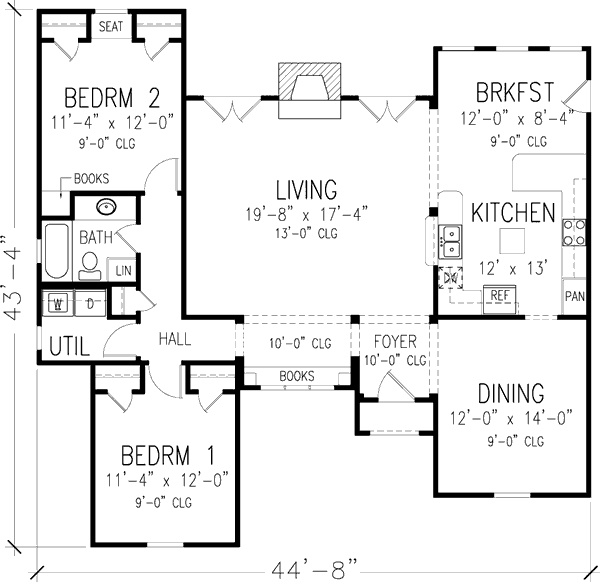 SEAT
BEDRM 2
11'-4" x 12'-0"
9'-0" CLG
BOOKS
BATH
LIN
W D
UTIL
HALL
BEDRM 1
11'-4" x 12'-0"
9'-0" CLG
LIVING
19'-8" x 17'-4"
13'-0" CLG
10'-0" CLG
BOOKS
FOYER
10'-0" CLG
BRKFST
12'-0" x 8'-4"
9'-0" CLG
KITCHEN
12' x 13'
REF
PAN
DINING
12'-0" x 14'-0"
9'-0" CLG
43'-4"
44'-8"